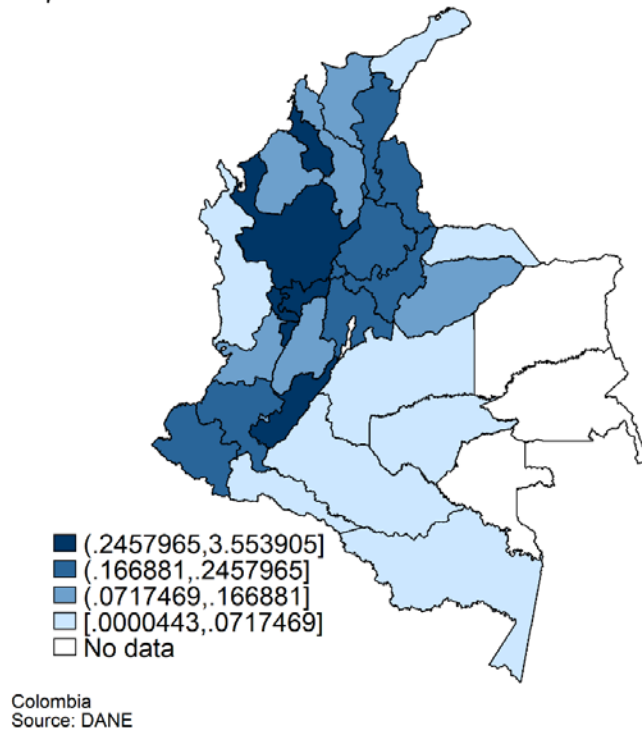 (.2457965,3.553905]
(.166881,.2457965]
(.0717469,.166881]
[.0000443,.0717469]
No data
Colombia
Source: DANE